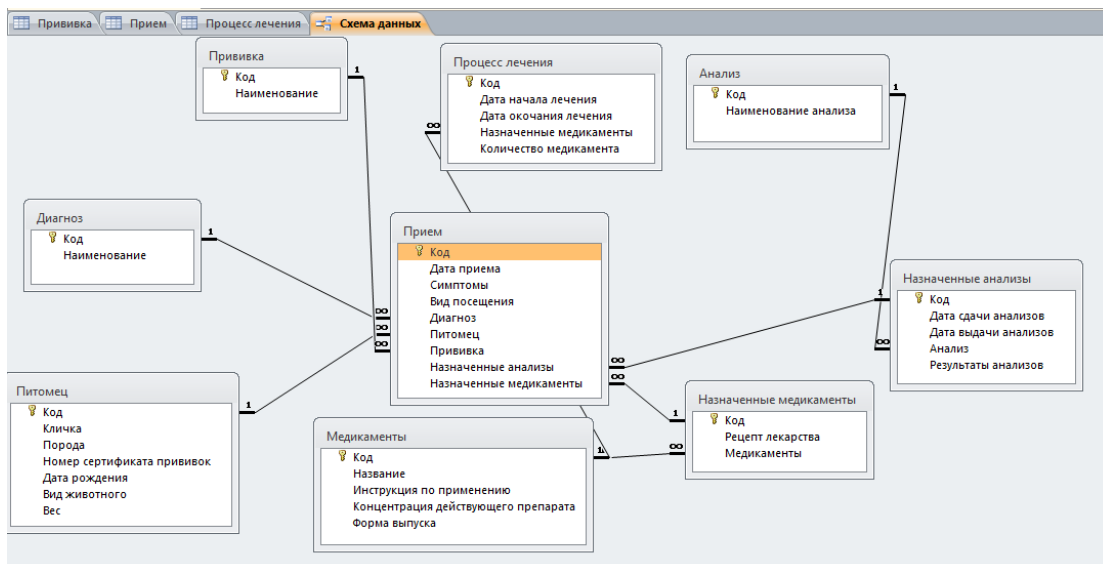 Прививка
Прием
Процесс лечения
Схема данных
Прививка
Код
Наименование
1
Процесс лечения
Код
Дата начала лечения
Дата окочания лечения
Назначенные медикаменты
Количество медикамента
∞
Анализ
Код
Наименование анализа
1
Диагноз
Код
Наименование
1
Прием
Код
Дата приема
Симптомы
Вид посещения
Диагноз
Питомец
Прививка
Назначенные анализы
Назначенные медикаменты
∞
∞
∞
∞
∞
Назначенные анализы
Код
Дата сдачи анализов
Дата выдачи анализов
Анализ
Результаты анализов
1
∞
Питомец
Код
Кличка
Порода
Номер сертификата прививок
Дата рождения
Вид животного
Вес
1
Медикаменты
Код
Название
Инструкция по применению
Концентрация действующего препарата
Форма выпуска
1
Назначенные медикаменты
Код
Рецепт лекарства
Медикаменты
1
∞